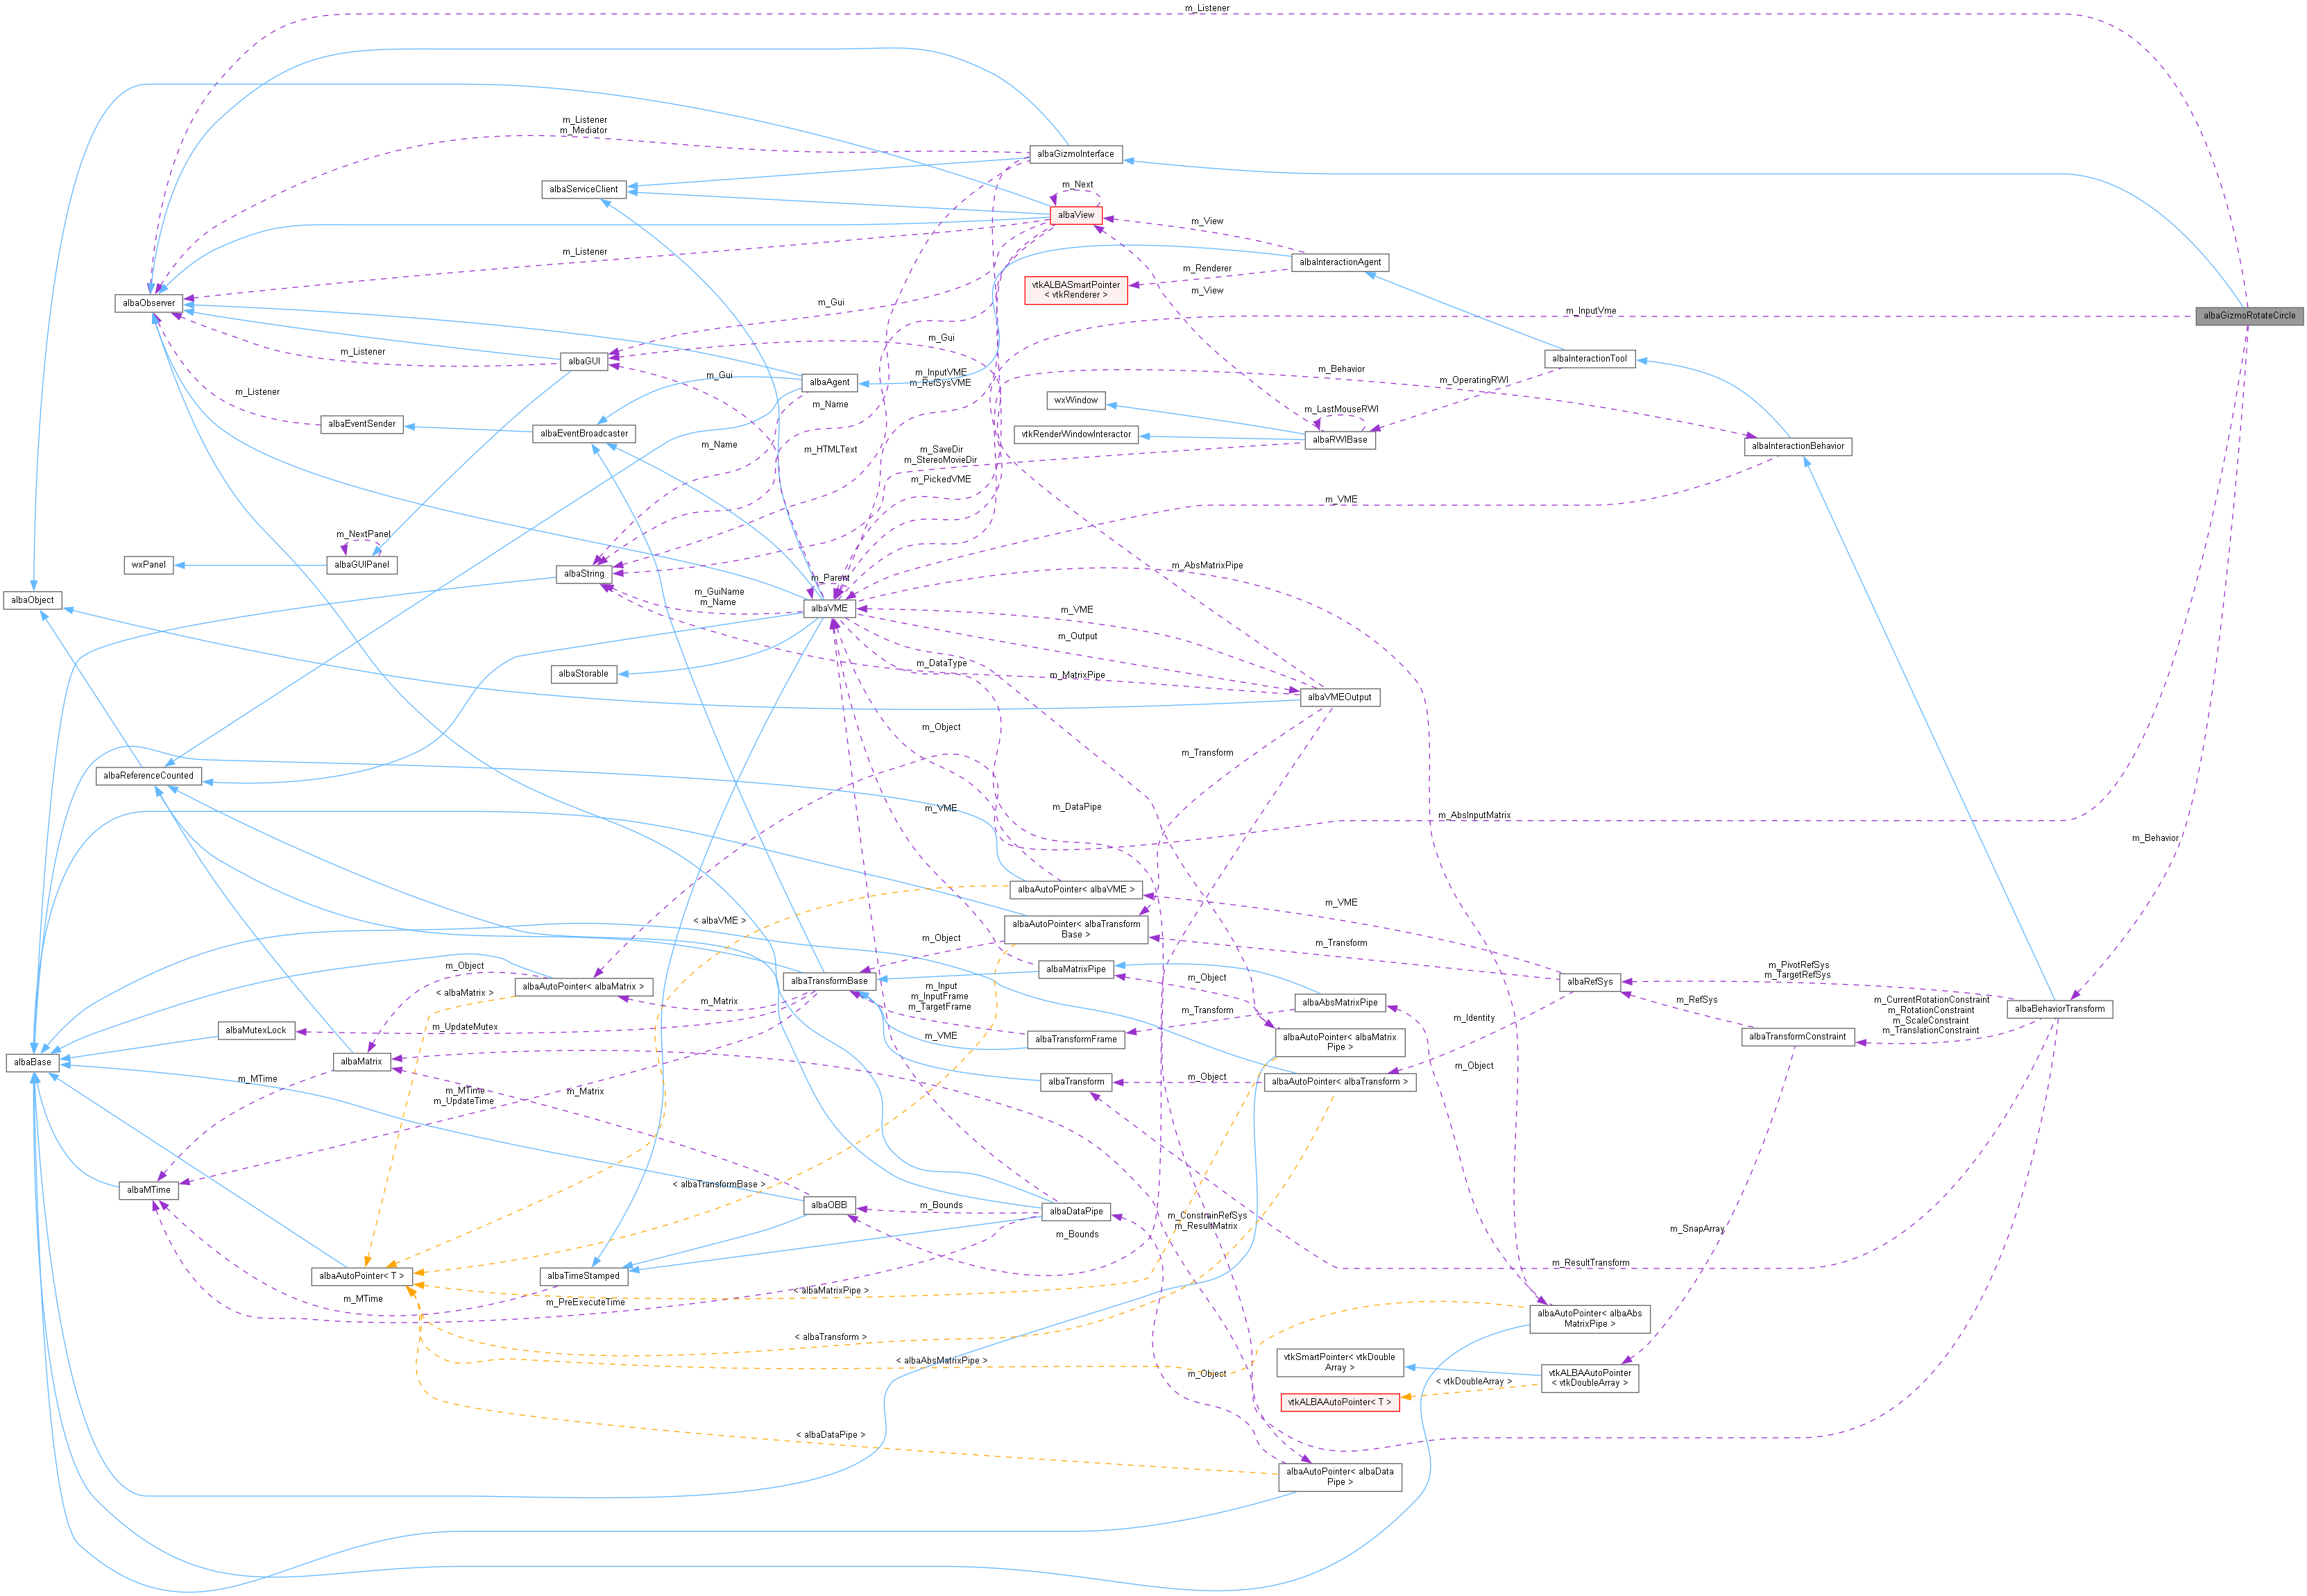 m_Listener
m_Listener
m_Mediator
albaGizmoInterface
albaServiceClient
m_Next
albaView
m_View
m_Listener
albaInteractionAgent
m_Renderer
vtkALBASmartPointer
< vtkRenderer >
m_View
albaObserver
m_Gui
m_InputVme
albaGizmoRotateCircle
m_Gui
m_Listener
albaGUI
albaInteractionTool
m_Gui
albaAgent
m_InputVME
m_RefSysVME
m_Behavior
m_OperatingRWI
m_Listener
wxWindow
m_LastMouseRWI
albaEventSender
albaEventBroadcaster
m_Name
vtkRenderWindowInteractor
albaRWIBase
albaInteractionBehavior
m_Name
m_HTMLText
m_SaveDir
m_StereoMovieDir
m_PickedVME
m_VME
m_NextPanel
wxPanel
albaGUIPanel
albaString
m_Parent
m_AbsMatrixPipe
albaObject
m_GuiName
m_Name
albaVME
m_VME
m_Output
albaStorable
m_DataType
m_MatrixPipe
albaVMEOutput
m_Object
m_Transform
albaReferenceCounted
m_VME
m_DataPipe
m_AbsInputMatrix
m_Behavior
albaAutoPointer< albaVME >
m_VME
< albaVME >
albaAutoPointer< albaTransform
Base >
m_Object
m_Transform
m_Object
albaMatrixPipe
m_Object
m_PivotRefSys
m_TargetRefSys
albaTransformBase
albaRefSys
albaAutoPointer< albaMatrix >
m_Input
m_InputFrame
m_TargetFrame
albaAbsMatrixPipe
m_RefSys
m_CurrentRotationConstraint
m_RotationConstraint
m_ScaleConstraint
m_TranslationConstraint
albaBehaviorTransform
< albaMatrix >
m_Matrix
m_Transform
m_Identity
albaMutexLock
m_UpdateMutex
m_VME
albaTransformFrame
albaAutoPointer< albaMatrix
Pipe >
albaTransformConstraint
albaBase
albaMatrix
m_Object
m_MTime
m_MTime
m_UpdateTime
m_Matrix
albaTransform
m_Object
albaAutoPointer< albaTransform >
albaMTime
< albaTransformBase >
albaOBB
m_Bounds
albaDataPipe
m_ConstrainRefSys
m_ResultMatrix
m_SnapArray
m_Bounds
m_ResultTransform
albaAutoPointer< T >
albaTimeStamped
m_MTime
m_PreExecuteTime
< albaMatrixPipe >
albaAutoPointer< albaAbs
MatrixPipe >
< albaTransform >
< albaAbsMatrixPipe >
vtkSmartPointer< vtkDouble
Array >
m_Object
< vtkDoubleArray >
vtkALBAAutoPointer
< vtkDoubleArray >
vtkALBAAutoPointer< T >
< albaDataPipe >
albaAutoPointer< albaData
Pipe >